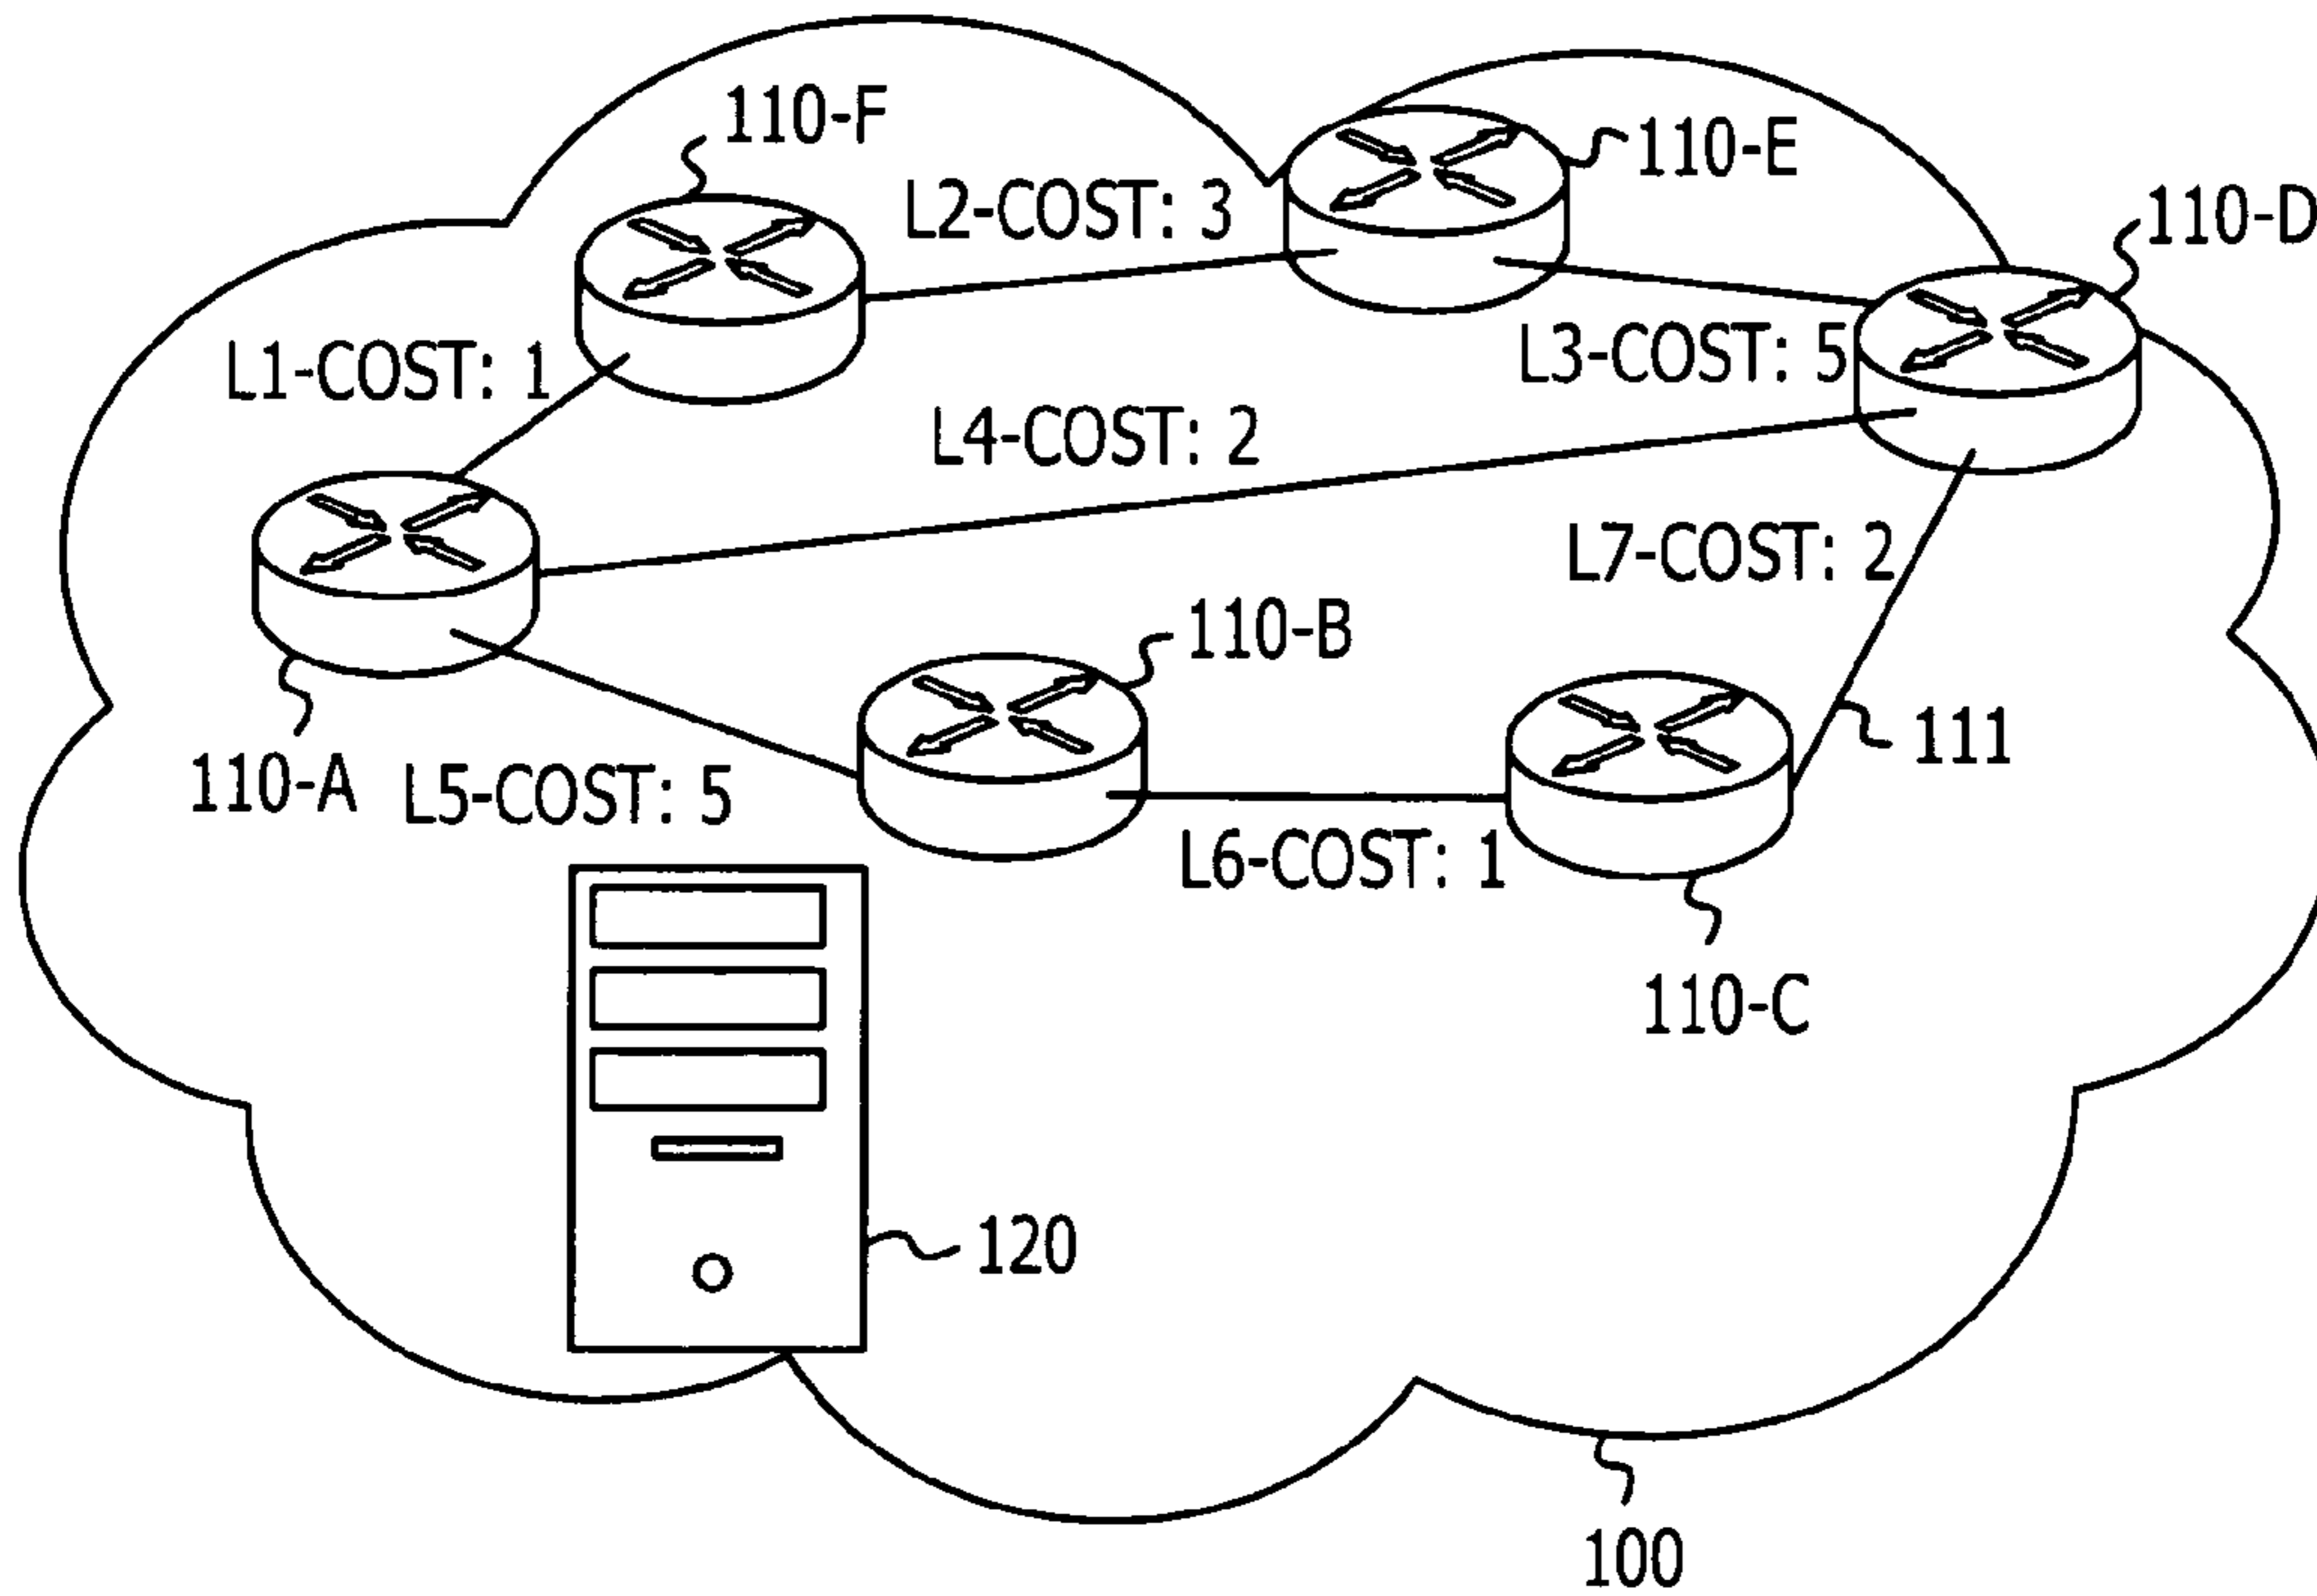 110-F
110-E
L2-COST: 3
110-D
L1-COST: 1
L3-COST: 5
L4-COST: 2
L7-COST: 2
110-B
111
110-A
L5-COST: 5
L6-COST: 1
110-C
120
100